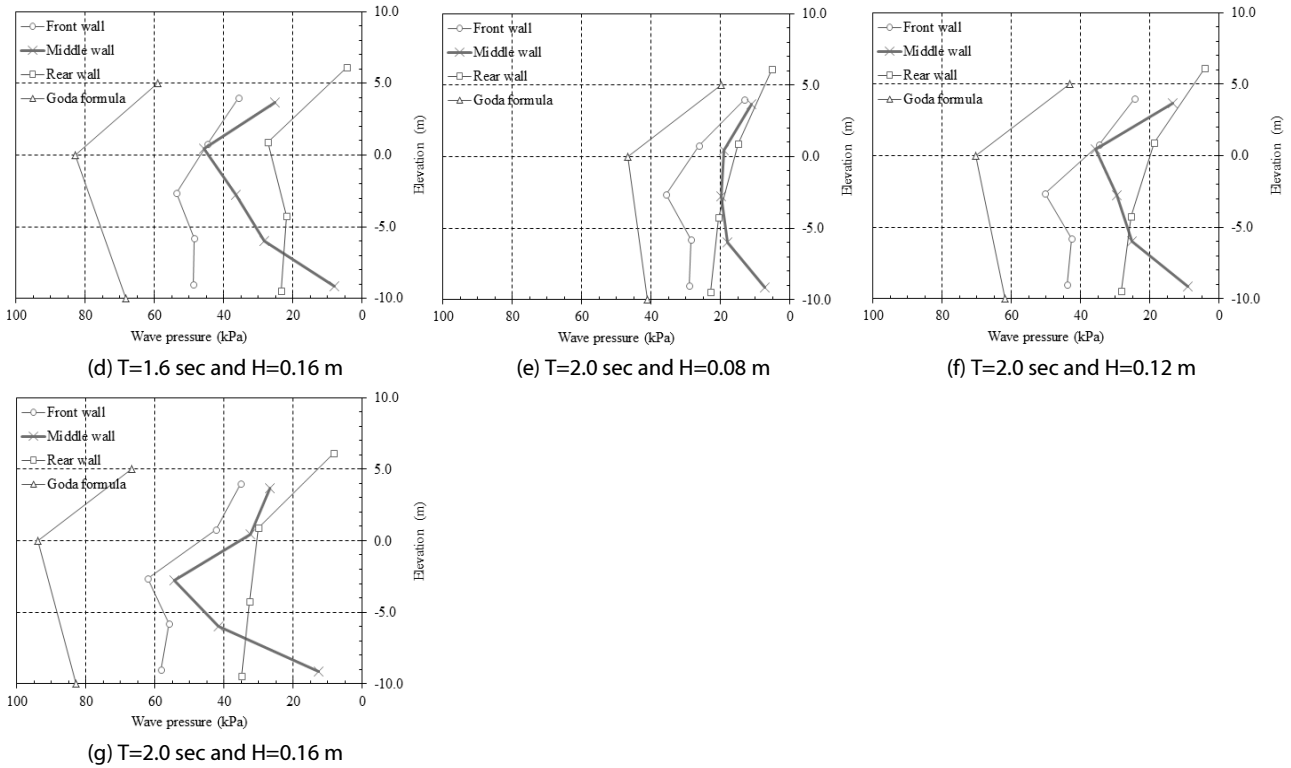 Front wall
Middle wall
Rear wall
Goda formula
10.0
5.0
0.0
-5.0
-10.0
Elevation (m)
100 80 60 40 20 0
Wave pressure (kPa)
(d) T=1.6 sec and H=0.16 m
Front wall
Middle wall
Rear wall
Goda formula
10.0
5.0
0.0
-5.0
-10.0
Elevation (m)
100 80 60 40 20 0
Wave pressure (kPa)
(e) T=2.0 sec and H=0.08 m
Front wall
Middle wall
Rear wall
Goda formula
10.0
5.0
0.0
-5.0
-10.0
Elevation (m)
100 80 60 40 20 0
Wave pressure (kPa)
(f) T=2.0 sec and H=0.12 m
Front wall
Middle wall
Rear wall
Goda formula
10.0
5.0
0.0
-5.0
-10.0
Elevation (m)
100 80 60 40 20 0
Wave pressure (kPa)
(g) T=2.0 sec and H=0.16 m